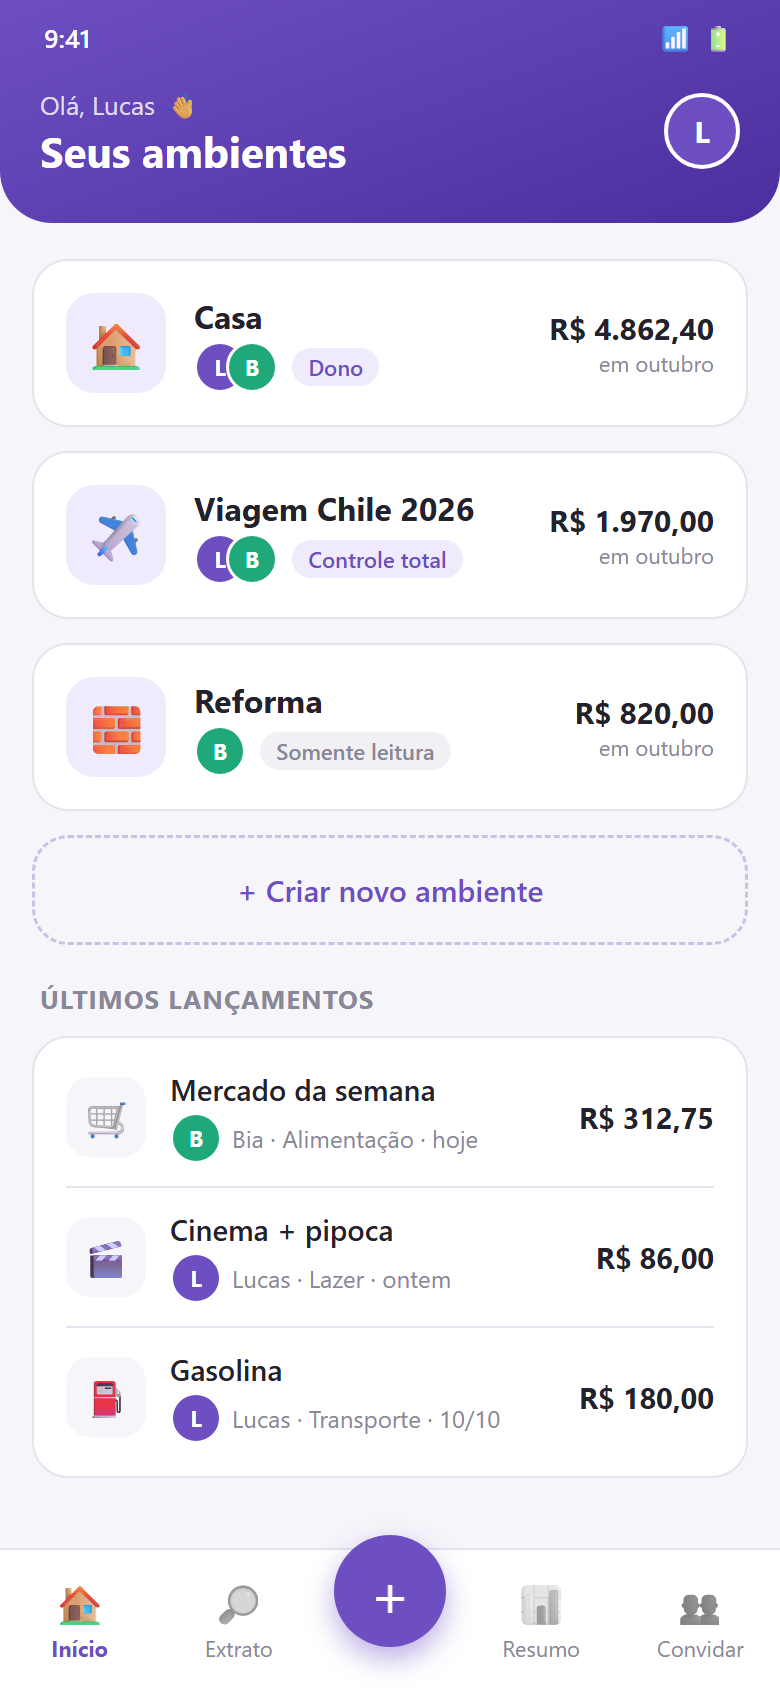 9:41
Olá, Lucas
Seus ambientes
L
Casa
L B Dono
R$ 4.862,40
em outubro
Viagem Chile 2026
L B Controle total
R$ 1.970,00
em outubro
Reforma
B Somente leitura
R$ 820,00
em outubro
+ Criar novo ambiente
ÚLTIMOS LANÇAMENTOS
Mercado da semana
B Bia · Alimentação · hoje
R$ 312,75
Cinema + pipoca
L Lucas · Lazer · ontem
R$ 86,00
Gasolina
L Lucas · Transporte · 10/10
R$ 180,00
+
Início
Extrato
Resumo
Convidar